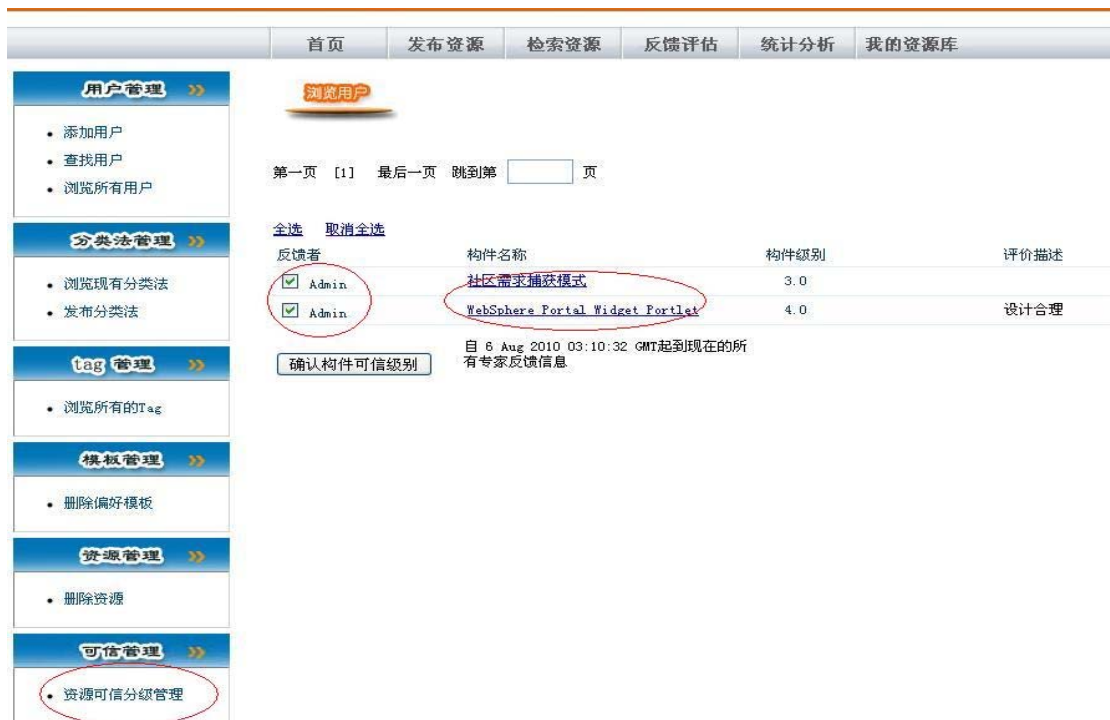 首页 发布资源 检索资源 反馈评估 统计分析 我的资源库
用户管理
添加用户
查找用户
浏览所有用户
分类法管理
浏览现有分类法
发布分类法
tag 管理
浏览所有的Tag
模板管理
删除偏好模板
资源管理
删除资源
可信管理
资源可信分级管理
浏览用户
第一页 [1] 最后一页 跳到第 页
全选 取消全选
反馈者 构件名称 构件级别 评价描述
Admin 社区需求捕获模式 3.0
Admin WebSphere Portal Widget Portlet 4.0 设计合理
确认构件可信级别
自 6 Aug 2010 03:10:32 GMT起到现在的所
有专家反馈信息